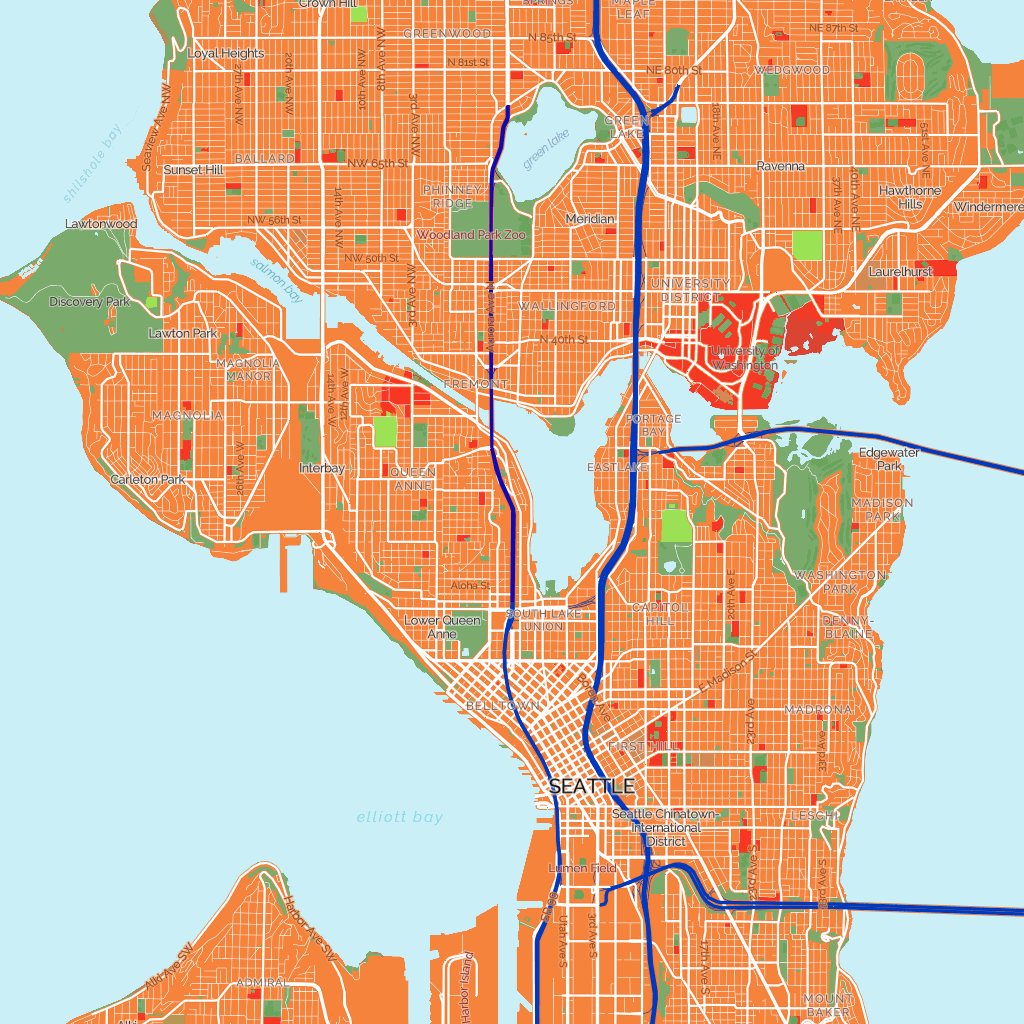 Crown Hill
SPRINGS
MAPLE
LEAF
GREENWOOD
N 85th St
NE 87th St
Loyal Heights
N 81st St
NE 80th St
WEDGWOOD
8th Ave NW
10th Ave NW
20th Ave NW
27th Ave NW
Seaview Ave NW
3rd Ave NW
GREEN
LAKE
green lake
18th Ave NE
51st Ave NE
shilshole bay
BALLARD
NW 65th St
Sunset Hill
Ravenna
PHINNEY
RIDGE
14th Ave NW
37th Ave NE
40th Ave NE
Hawthorne
Hills
Windermere
Lawtonwood
NW 56th St
Meridian
Woodland Park Zoo
NW 50th St
salmon bay
Laurelhurst
UNIVERSITY
DISTRICT
3rd Ave NW
Discovery Park
WALLINGFORD
Lawton Park
N 40th St
University of
Washington
MAGNOLIA
MANOR
FREMONT
14th Ave W
12th Ave W
MAGNOLIA
PORTAGE
BAY
Edgewater
Park
26th Ave W
Interbay
QUEEN
ANNE
EASTLAKE
Carleton Park
MADISON
PARK
Aloha St
WASHINGTON
PARK
20th Ave E
CAPITOL
HILL
SOUTH LAKE
UNION
Lower Queen
Anne
DENNY-
BLAINE
E Madison St
Boren Ave
BELLTOWN
MADRONA
23rd Ave
33rd Ave
FIRST HILL
SEATTLE
elliott bay
Seattle Chinatown-
International
District
LESCHI
Lumen Field
23rd Ave S
33rd Ave S
Utah Ave S
3rd Ave S
17th Ave S
Harbor Ave SW
Alki Ave SW
Harbor Island
ADMIRAL
MOUNT
BAKER
Alki